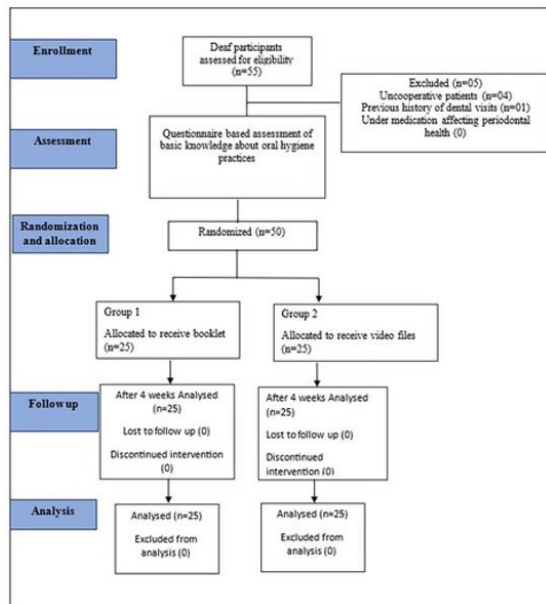 Enrollment
Deaf participants
assessed for eligibility
(n=55)
Excluded (n=05)
Uncooperative patients (n=04)
Previous history of dental visits (n=01)
Under medication affecting periodontal
health (0)
Assessment
Questionnaire based assessment of
basic knowledge about oral hygiene
practices
Randomization
and allocation
Randomized (n=50)
Group 1
Allocated to receive booklet
(n=25)
Group 2
Allocated to receive video files
(n=25)
Follow up
After 4 weeks Analysed
(n=25)
Lost to follow up (0)
Discontinued intervention
(0)
After 4 weeks Analysed
(n=25)
Lost to follow up (0)
Discontinued
intervention (0)
Analysis
Analysed (n=25)
Excluded from
analysis (0)
Analysed (n=25)
Excluded from
analysis (0)